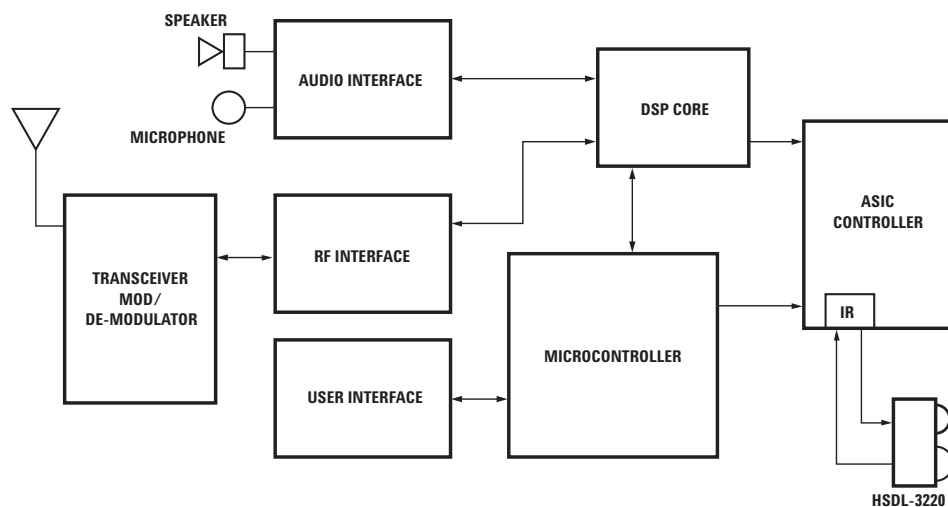 SPEAKER
AUDIO INTERFACE
MICROPHONE
DSP CORE
ASIC
CONTROLLER
TRANSCEIVER
MOD/
DE-MODULATOR
RF INTERFACE
IR
MICROCONTROLLER
USER INTERFACE
HSDL-3220